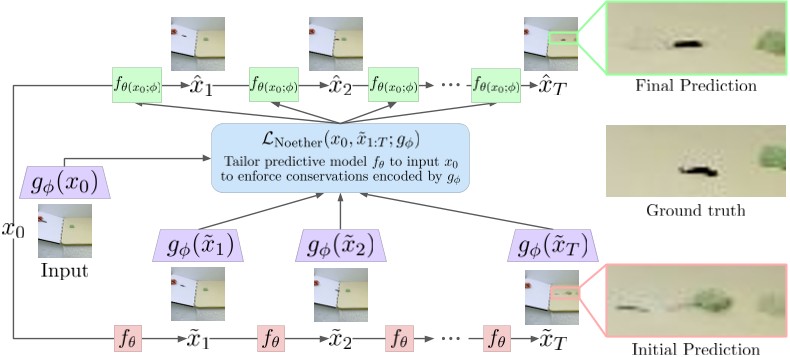 f_θ(x_0;φ) x̂_1 f_θ(x_0;φ) x̂_2 f_θ(x_0;φ) ··· f_θ(x_0;φ) x̂_T
Final Prediction
ℒ_Noether(x_0, x̃_{1:T}; g_φ)
Tailor predictive model f_θ to input x_0
to enforce conservations encoded by g_φ
g_φ(x_0)
x_0
Input
Ground truth
g_φ(x̃_1) g_φ(x̃_2) g_φ(x̃_T)
f_θ x̃_1 f_θ x̃_2 f_θ ··· f_θ x̃_T
Initial Prediction